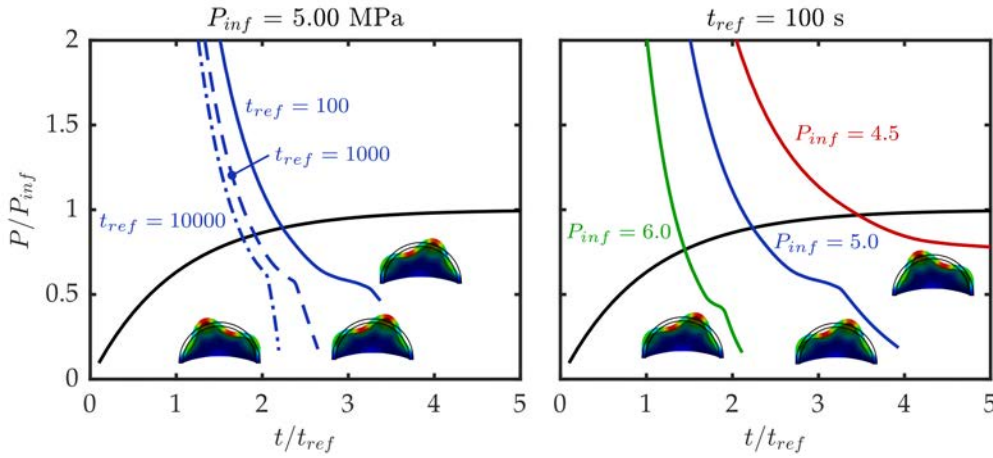 P_inf = 5.00 MPa
t_ref = 100 s
P/P_inf
2
1.5
1
0.5
0
t_ref = 100
t_ref = 1000
t_ref = 10000
P_inf = 4.5
P_inf = 6.0
P_inf = 5.0
0 1 2 3 4 5
0 1 2 3 4 5
t/t_ref
t/t_ref